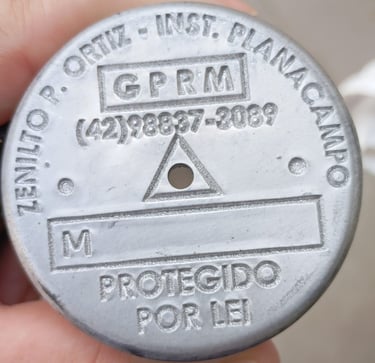 ZENILTO P. ORTIZ - INST. PLANACAMPO
GPRM
(42)98837-3089
M
PROTEGIDO
POR LEI